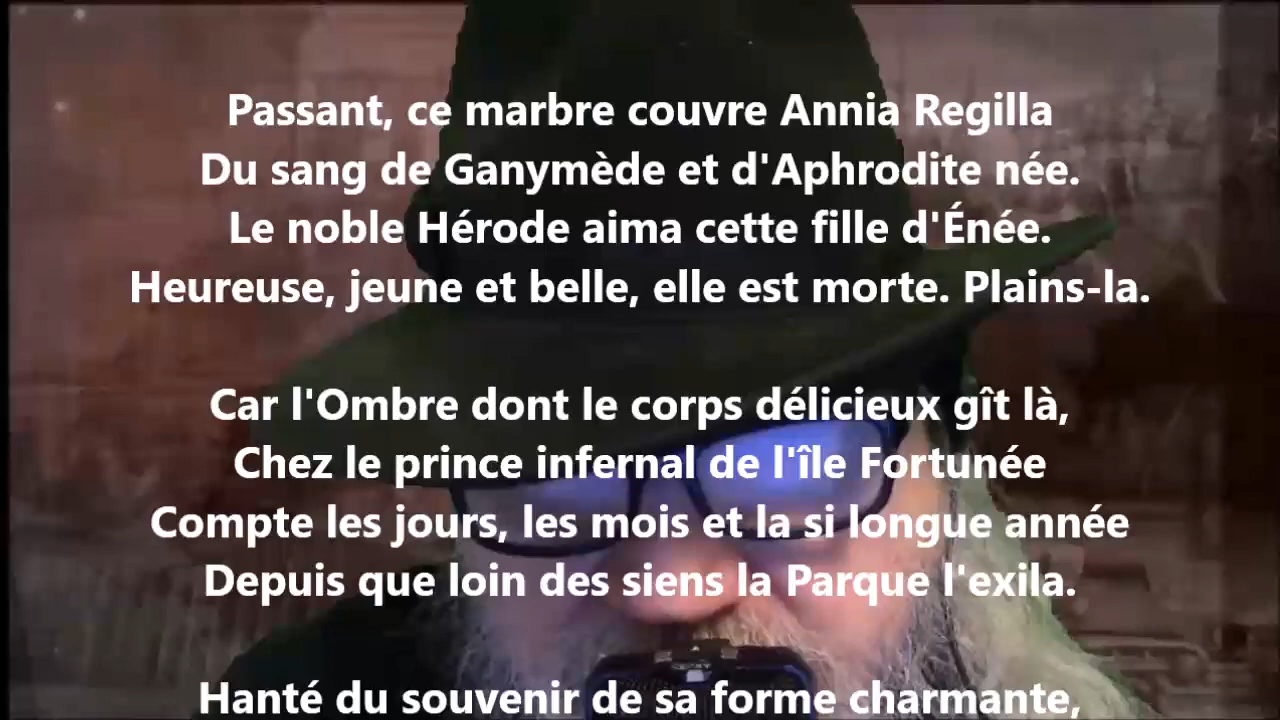 Passant, ce marbre couvre Annia Regilla
Du sang de Ganymède et d'Aphrodite née.
Le noble Hérode aima cette fille d'Énée.
Heureuse, jeune et belle, elle est morte. Plains-la.
Car l'Ombre dont le corps délicieux gît là,
Chez le prince infernal de l'île Fortunée
Compte les jours, les mois et la si longue année
Depuis que loin des siens la Parque l'exila.
Hanté du souvenir de sa forme charmante,